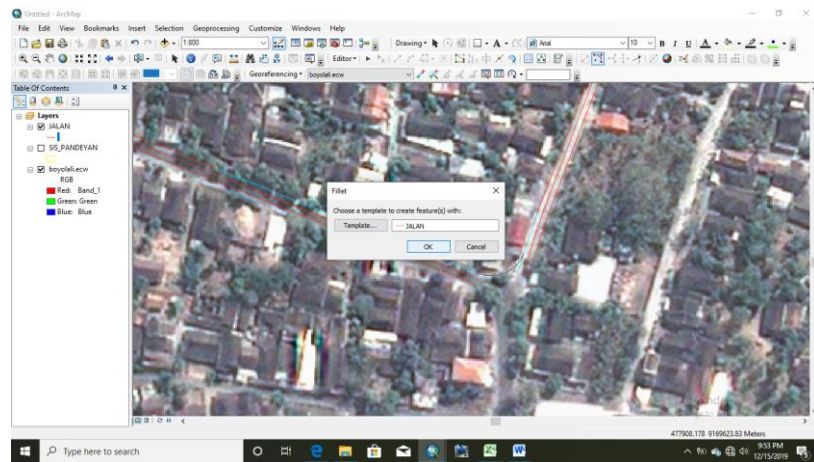 Untitled - ArcMap
File Edit View Bookmarks Insert Selection Geoprocessing Customize Windows Help
1:800 Drawing Arial 10 B I U A
Editor
Georeferencing boyolali.ecw
Table Of Contents
Layers
JALAN
SIS_PANDEYAN
boyolali.ecw
RGB
Red: Band_1
Green: Green
Blue: Blue
Fillet
Choose a template to create feature(s) with:
Template... JALAN
OK Cancel
477908.178 9169623.83 Meters
Type here to search
9:53 PM
12/15/2019